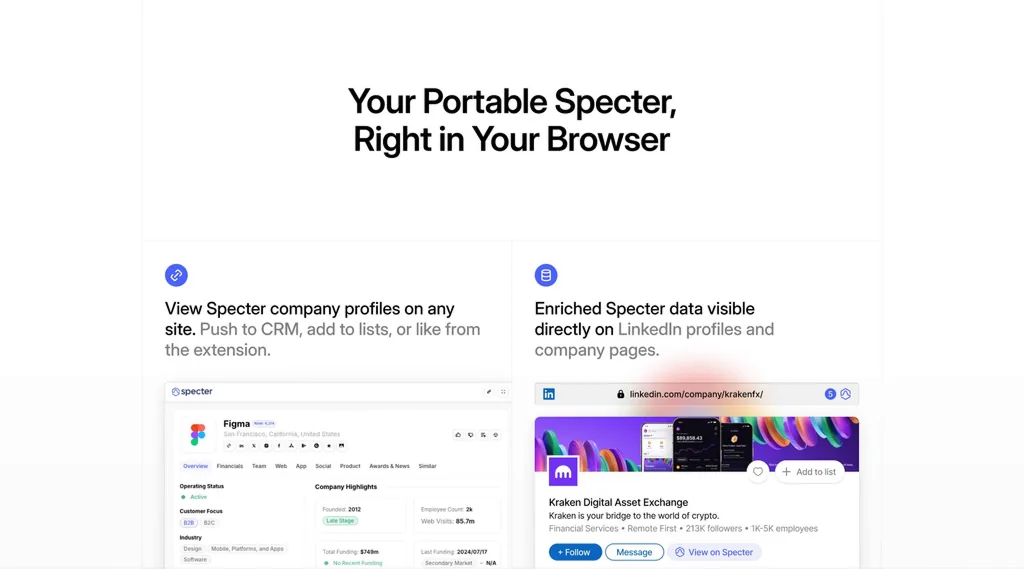 Your Portable Specter,
Right in Your Browser
View Specter company profiles on any
site. Push to CRM, add to lists, or like from
the extension.
specter
Figma
San Francisco, California, United States
Overview Financials Team Web App Social Product Awards & News Similar
Operating Status
Active
Customer Focus
B2B B2C
Industry
Design Mobile, Platforms, and Apps
Software
Company Highlights
Founded: 2012
Late Stage
Employee Count: 2k
Web Visits: 85.7m
Total Funding: $749m
No Recent Funding
Last Funding: 2024/07/17
Secondary Market - N/A
Enriched Specter data visible
directly on LinkedIn profiles and
company pages.
in
linkedin.com/company/krakenfx/
5
$89,858.43
Add to list
Kraken Digital Asset Exchange
Kraken is your bridge to the world of crypto.
Financial Services • Remote First • 213K followers • 1K-5K employees
+ Follow Message View on Specter